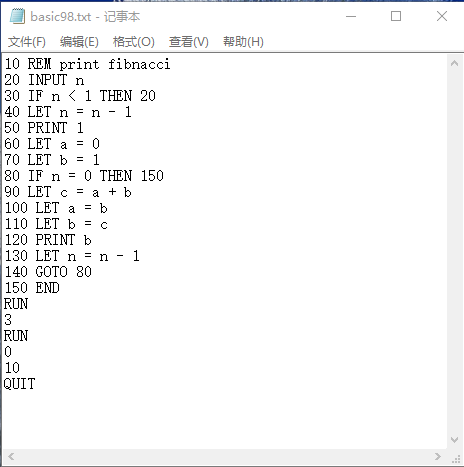 basic98.txt - 记事本
文件(F) 编辑(E) 格式(O) 查看(V) 帮助(H)
10 REM print fibnacci
20 INPUT n
30 IF n < 1 THEN 20
40 LET n = n - 1
50 PRINT 1
60 LET a = 0
70 LET b = 1
80 IF n = 0 THEN 150
90 LET c = a + b
100 LET a = b
110 LET b = c
120 PRINT b
130 LET n = n - 1
140 GOTO 80
150 END
RUN
3
RUN
0
10
QUIT